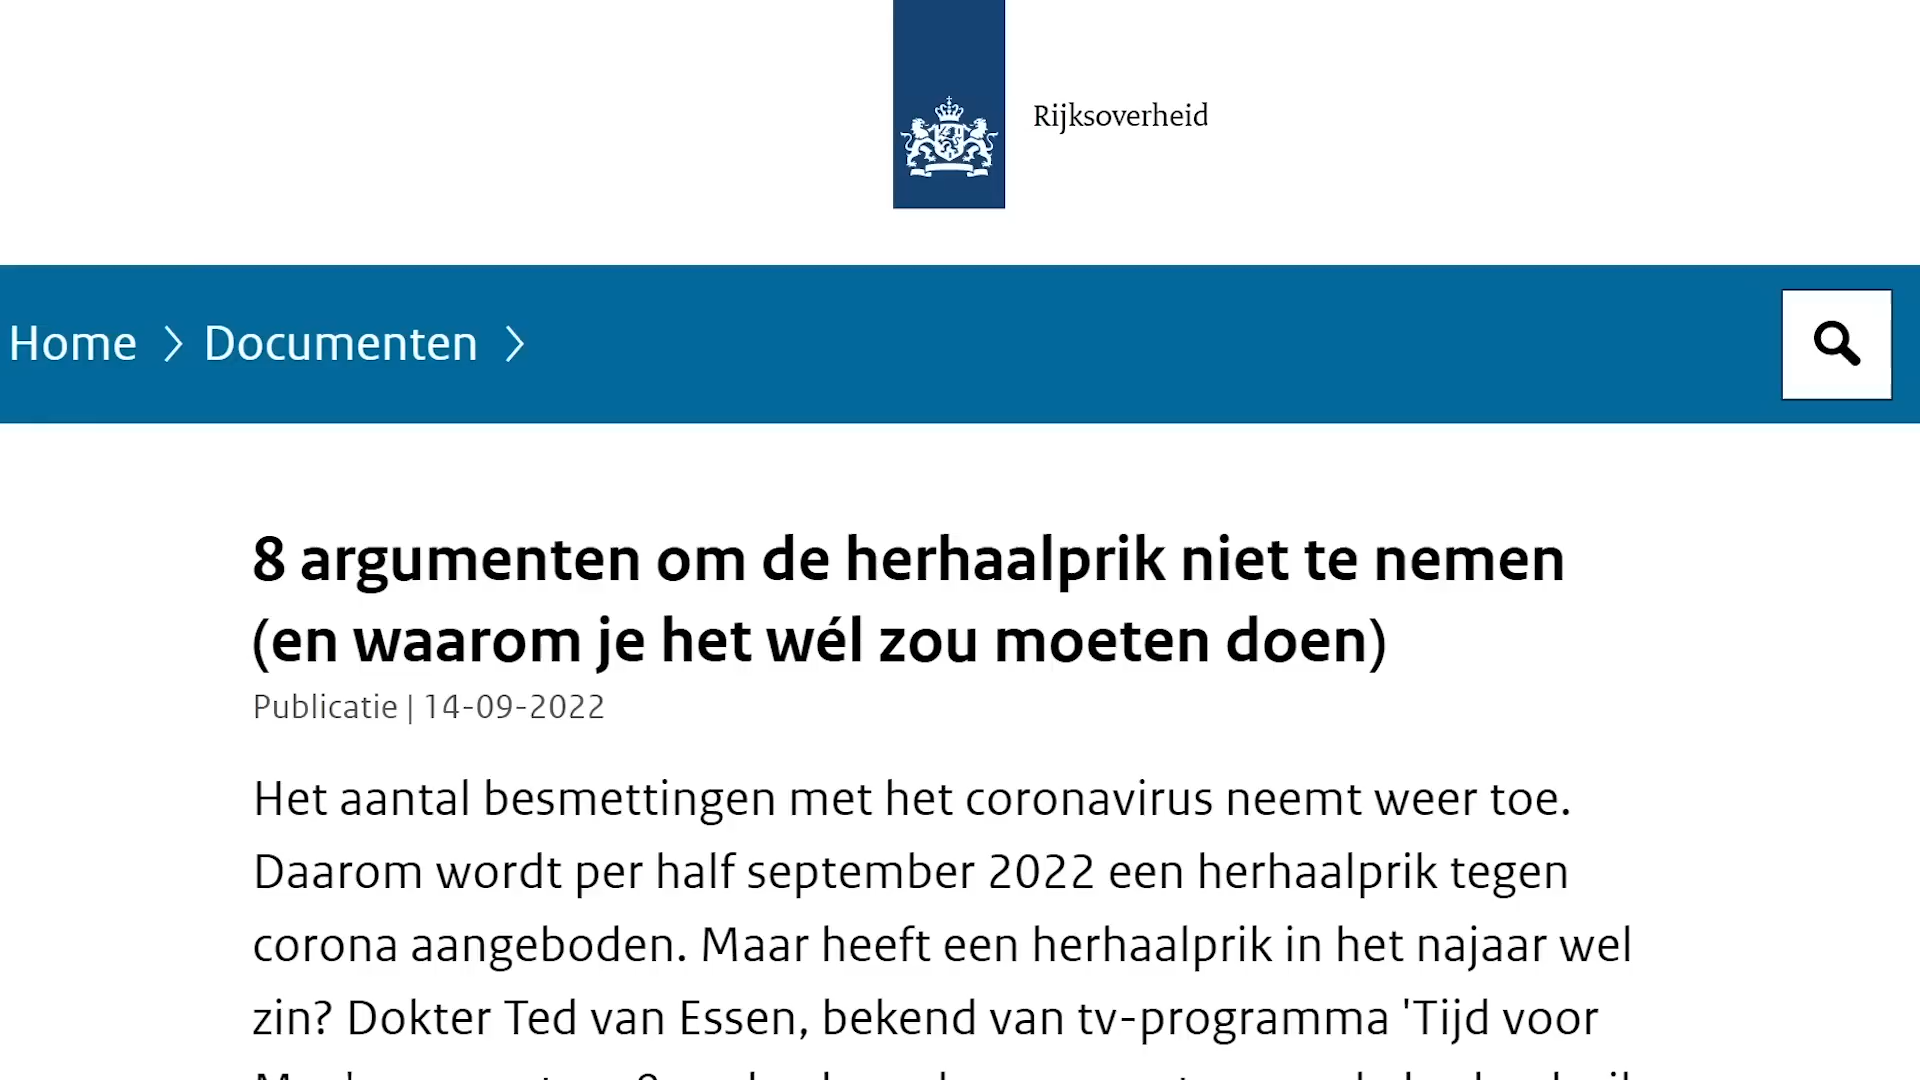 Rijksoverheid
Home > Documenten >
8 argumenten om de herhaalprik niet te nemen
(en waarom je het wél zou moeten doen)
Publicatie | 14-09-2022
Het aantal besmettingen met het coronavirus neemt weer toe.
Daarom wordt per half september 2022 een herhaalprik tegen
corona aangeboden. Maar heeft een herhaalprik in het najaar wel
zin? Dokter Ted van Essen, bekend van tv-programma 'Tijd voor